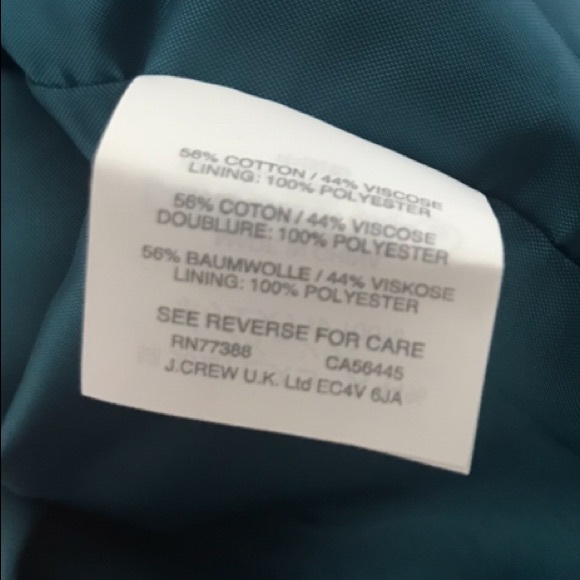 56% COTTON / 44% VISCOSE
LINING: 100% POLYESTER
56% COTON / 44% VISCOSE
DOUBLURE: 100% POLYESTER
56% BAUMWOLLE / 44% VISKOSE
LINING: 100% POLYESTER
SEE REVERSE FOR CARE
RN77388 CA56445
J.CREW U.K. Ltd EC4V 6JA